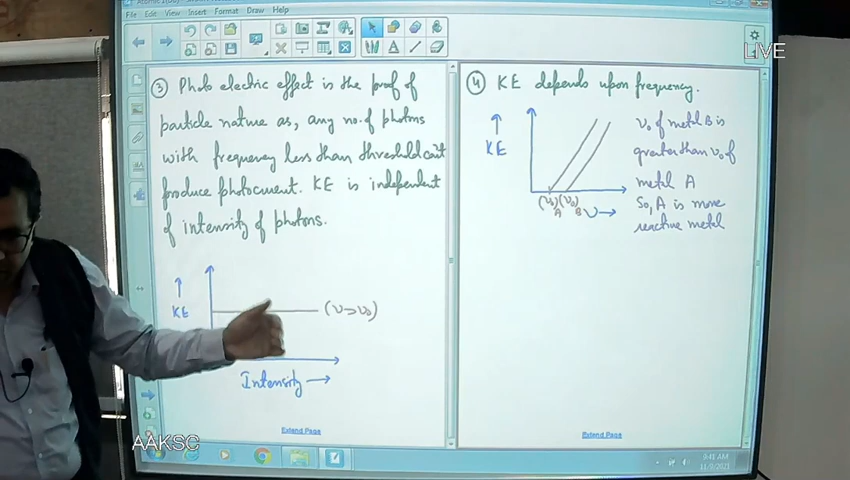 File Edit View Insert Format Draw Help
LIVE
③ Photo electric effect is the proof of
particle nature as, any no. of photons
with frequency less than threshold can't
produce photocurrent. KE is independent
of intensity of photons.
KE
(ν > ν₀)
Intensity →
Extend Page
④ KE depends upon frequency.
KE
(ν₀)A (ν₀)B ν →
ν₀ of metal B is
greater than ν₀ of
metal A
So, A is more
reactive metal
Extend Page
AAKSC
9:41 AM